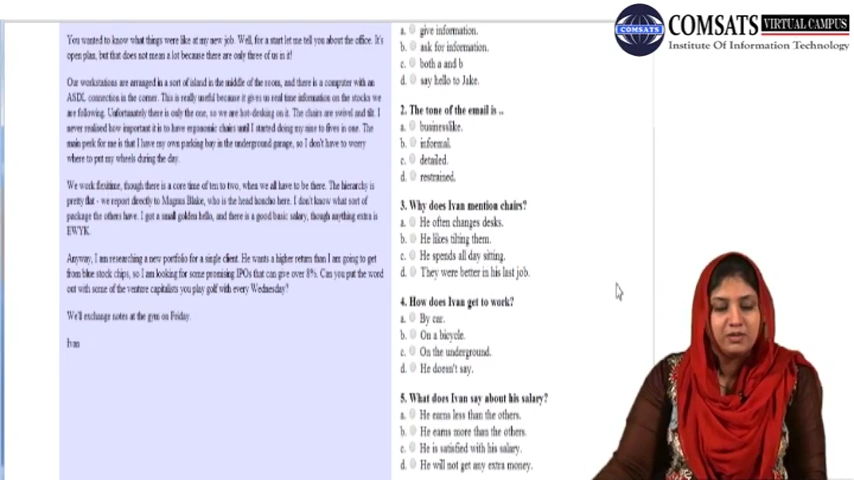 COMSATS VIRTUAL CAMPUS
Institute Of Information Technology
COMSATS
You wanted to know what things were like at my new job. Well, for a start let me tell you about the office. It's
open plan, but that does not mean a lot because there are only three of us in it!
Our workstations are arranged in a sort of island in the middle of the room, and there is a computer with an
ASDL connection in the corner. This is really useful because it gives us real time information on the stocks we
are following. Unfortunately there is only the one, so we are hot-desking on it. The chairs are swivel and tilt. I
never realised how important it is to have ergonomic chairs until I started doing my nine to fives in one. The
main perk for me is that I have my own parking bay in the underground garage, so I don't have to worry
where to put my wheels during the day.
We work flexitime, though there is a core time of ten to two, when we all have to be there. The hierarchy is
pretty flat - we report directly to Magnus Blake, who is the head honcho here. I don't know what sort of
package the others have. I got a small golden hello, and there is a good basic salary, though anything extra is
EWYK.
Anyway, I am researching a new portfolio for a single client. He wants a higher return than I am going to get
from blue stock chips, so I am looking for some promising IPOs that can give over 8%. Can you put the word
out with some of the venture capitalists you play golf with every Wednesday?
We'll exchange notes at the gym on Friday.
Ivan
a. give information.
b. ask for information.
c. both a and b
d. say hello to Jake.
2. The tone of the email is ..
a. businesslike.
b. informal.
c. detailed.
d. restrained.
3. Why does Ivan mention chairs?
a. He often changes desks.
b. He likes tilting them.
c. He spends all day sitting.
d. They were better in his last job.
4. How does Ivan get to work?
a. By car.
b. On a bicycle.
c. On the underground.
d. He doesn't say.
5. What does Ivan say about his salary?
a. He earns less than the others.
b. He earns more than the others.
c. He is satisfied with his salary.
d. He will not get any extra money.